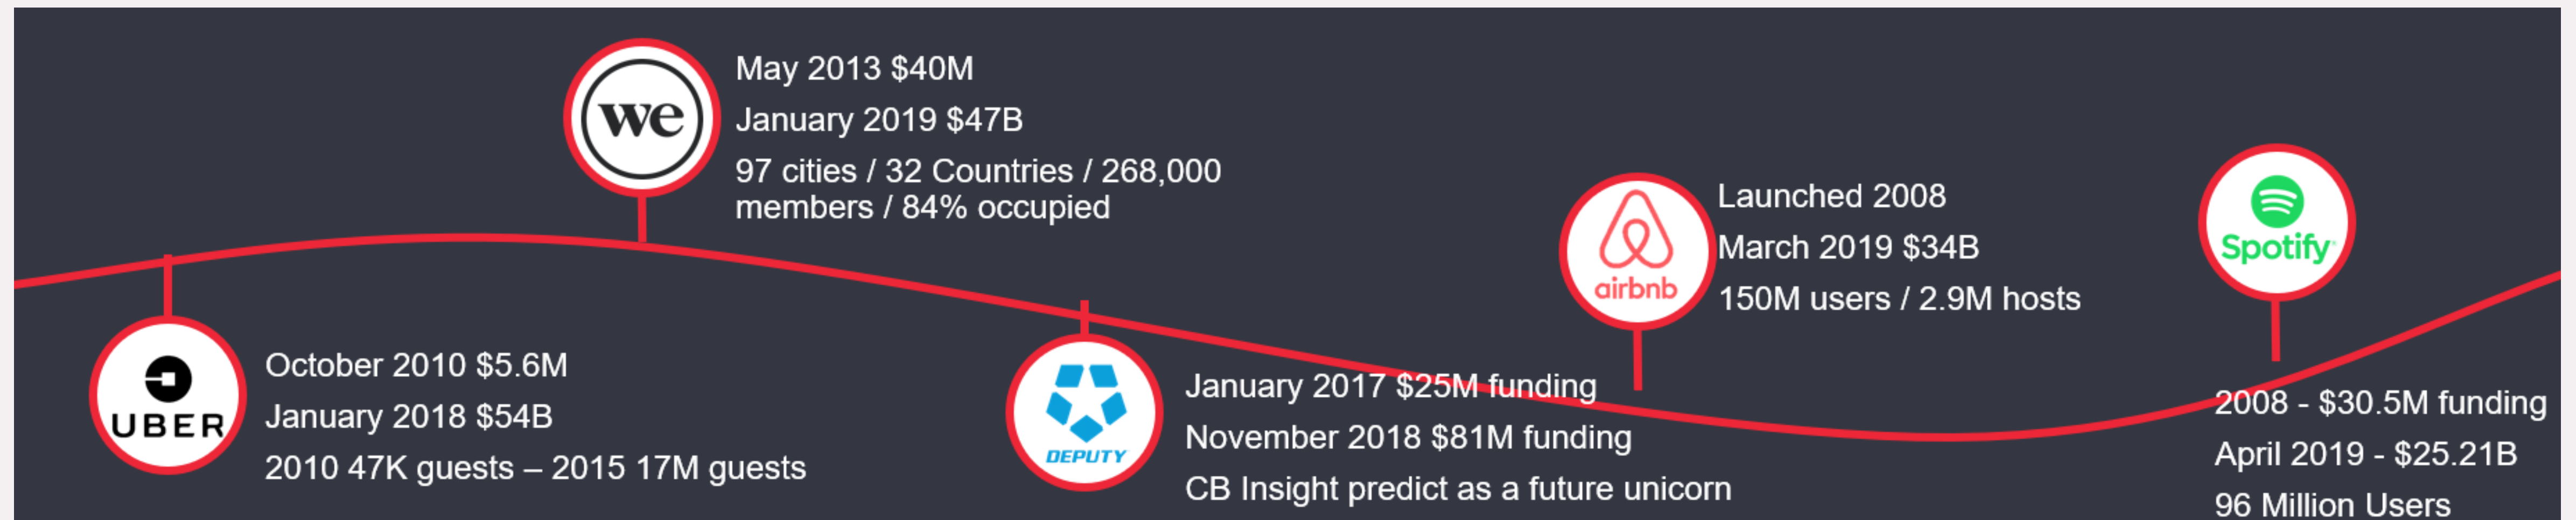 we
May 2013 $40M
January 2019 $47B
97 cities / 32 Countries / 268,000
members / 84% occupied
airbnb
Launched 2008
March 2019 $34B
150M users / 2.9M hosts
Spotify
UBER
October 2010 $5.6M
January 2018 $54B
2010 47K guests – 2015 17M guests
DEPUTY
January 2017 $25M funding
November 2018 $81M funding
CB Insight predict as a future unicorn
2008 - $30.5M funding
April 2019 - $25.21B
96 Million Users